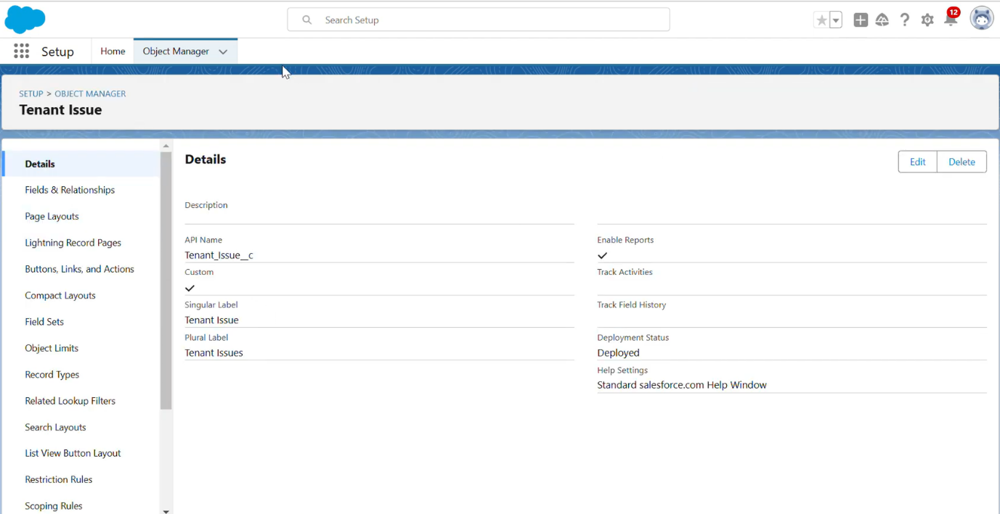 Search Setup
12
Setup
Home
Object Manager
SETUP > OBJECT MANAGER
Tenant Issue
Details
Fields & Relationships
Page Layouts
Lightning Record Pages
Buttons, Links, and Actions
Compact Layouts
Field Sets
Object Limits
Record Types
Related Lookup Filters
Search Layouts
List View Button Layout
Restriction Rules
Scoping Rules
Details
Edit
Delete
Description
API Name
Tenant_Issue__c
Custom
Singular Label
Tenant Issue
Plural Label
Tenant Issues
Enable Reports
Track Activities
Track Field History
Deployment Status
Deployed
Help Settings
Standard salesforce.com Help Window